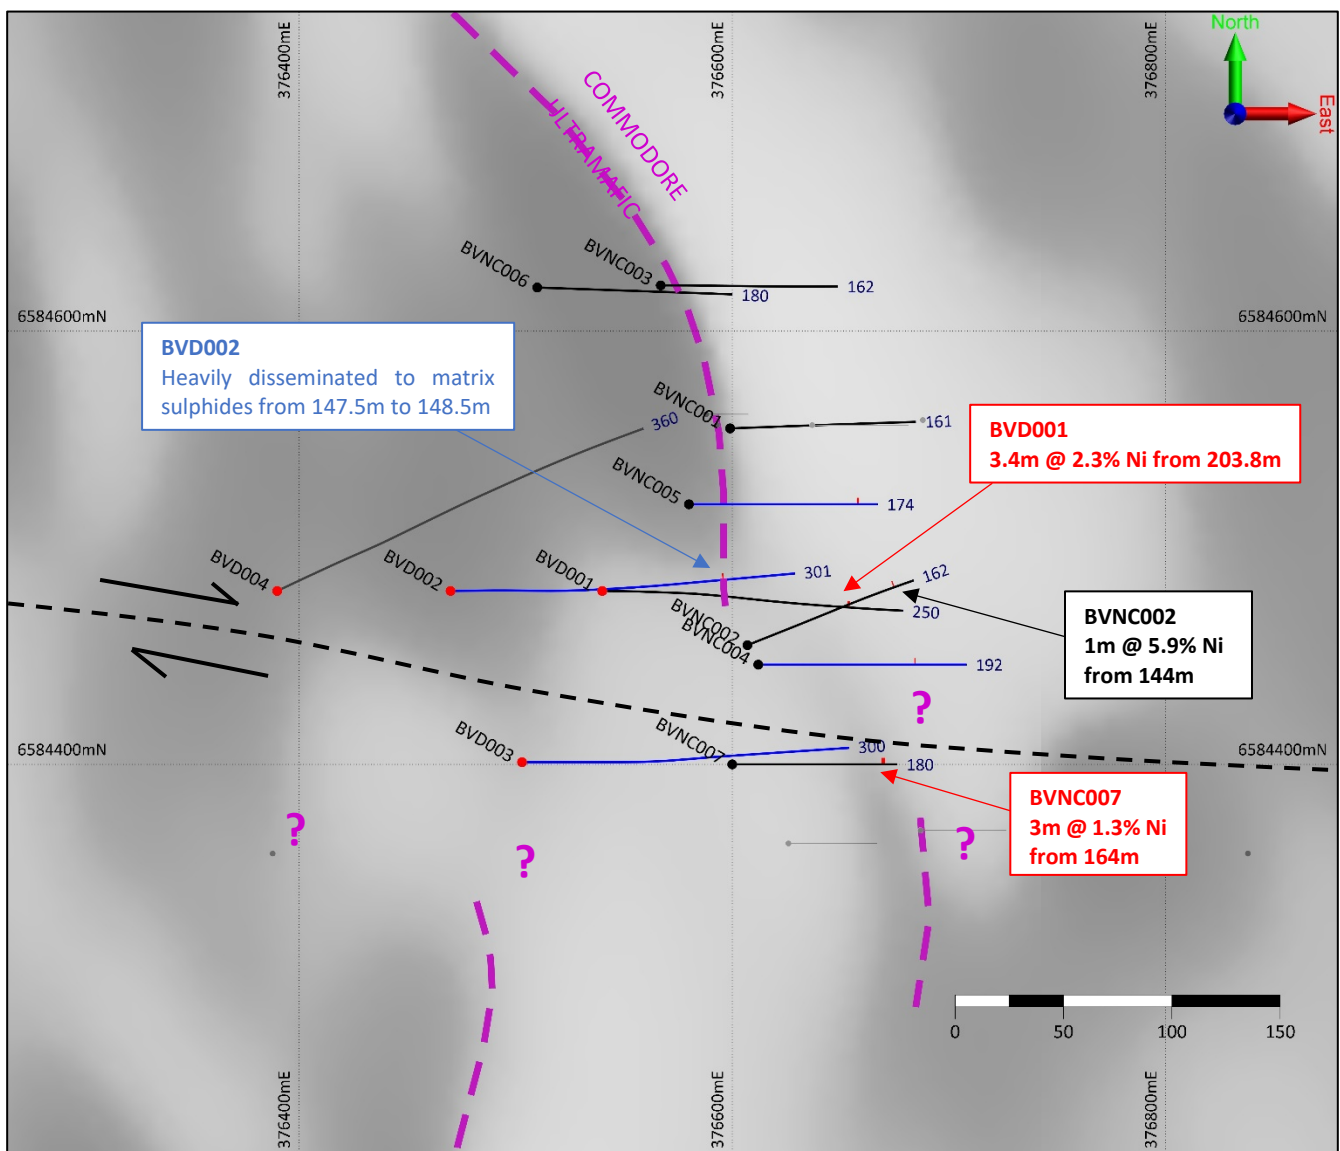 North
East
376400mE
376600mE
376800mE
COMMODORE
ULTRAMAFIC
BVNC006
BVNC003
162
180
6584600mN
6584600mN
BVD002
Heavily disseminated to matrix
sulphides from 147.5m to 148.5m
BVNC001
360
161
BVD001
3.4m @ 2.3% Ni from 203.8m
BVNC005
174
BVD004
BVD002
BVD001
301
162
250
BVNC002
BVNC004
192
BVNC002
1m @ 5.9% Ni
from 144m
?
6584400mN
6584400mN
BVD003
BVNC007
300
180
BVNC007
3m @ 1.3% Ni
from 164m
?
?
?
0
50
100
150
376400mE
376600mE
376800mE